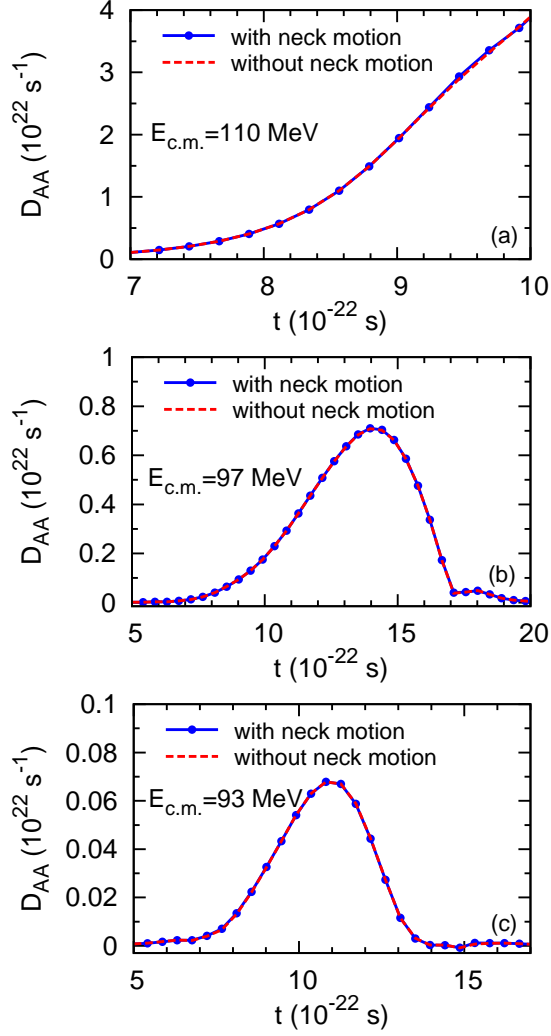 4
3
2
1
0
D_AA (10^22 s^-1)
with neck motion
without neck motion
E_c.m.=110 MeV
(a)
7 8 9 10
t (10^-22 s)
1
0.8
0.6
0.4
0.2
0
D_AA (10^22 s^-1)
with neck motion
without neck motion
E_c.m.=97 MeV
(b)
5 10 15 20
t (10^-22 s)
0.1
0.08
0.06
0.04
0.02
0
D_AA (10^22 s^-1)
with neck motion
without neck motion
E_c.m.=93 MeV
(c)
5 10 15
t (10^-22 s)